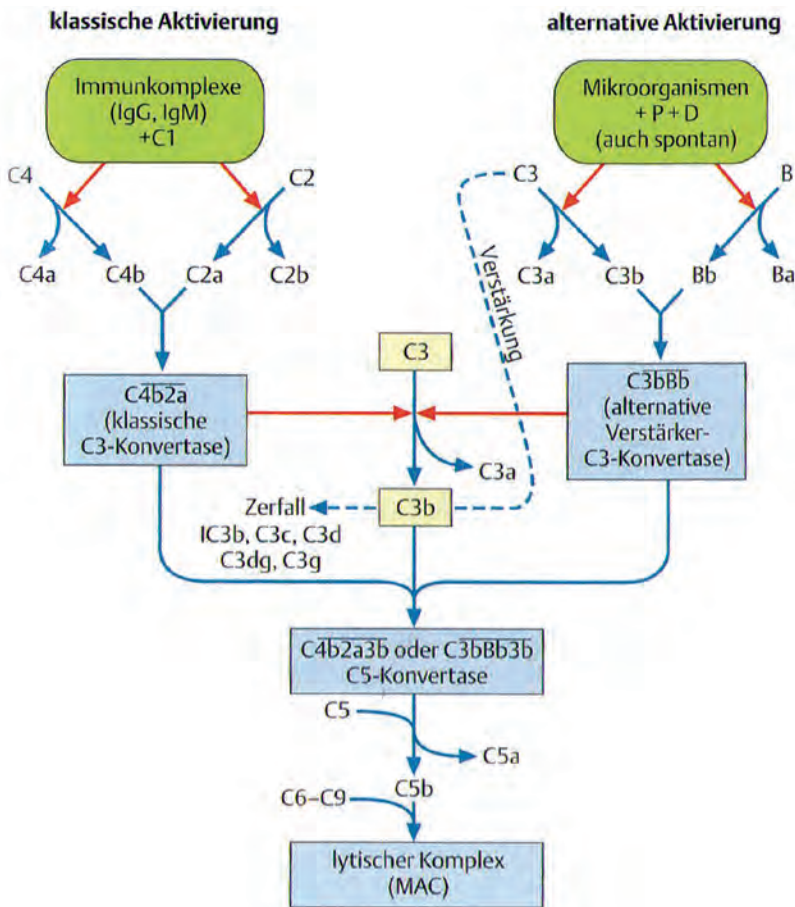 klassische Aktivierung
alternative Aktivierung
Immunkomplexe
(IgG, IgM)
+C1
Mikroorganismen
+ P + D
(auch spontan)
C4
C2
C3
B
C4a
C4b
C2a
C2b
C3a
C3b
Bb
Ba
Verstärkung
C3
C4b2a
(klassische
C3-Konvertase)
C3bBb
(alternative
Verstärker-
C3-Konvertase)
C3a
Zerfall
C3b
IC3b, C3c, C3d
C3dg, C3g
C4b2a3b oder C3bBb3b
C5-Konvertase
C5
C5a
C5b
C6–C9
lytischer Komplex
(MAC)